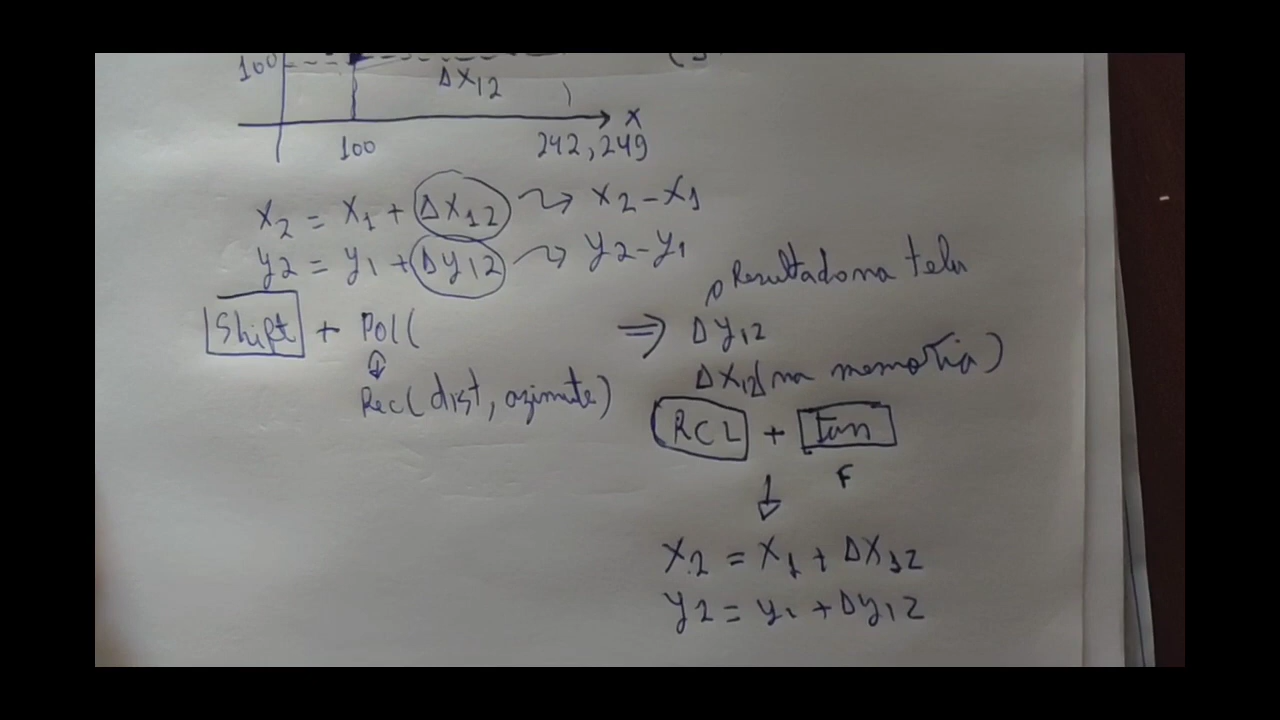 100
ΔX12
x
100 242,249
X2 = X1 + ΔX12 → X2-X1
y2 = y1 + Δy12 → y2-y1
Resultado na tela
Shift + Pol( ⇒ Δy12
ΔX12 (na memória)
Rec( dist, azimute)
RCL + tan
F
X2 = X1 + ΔX12
y2 = y1 + Δy12